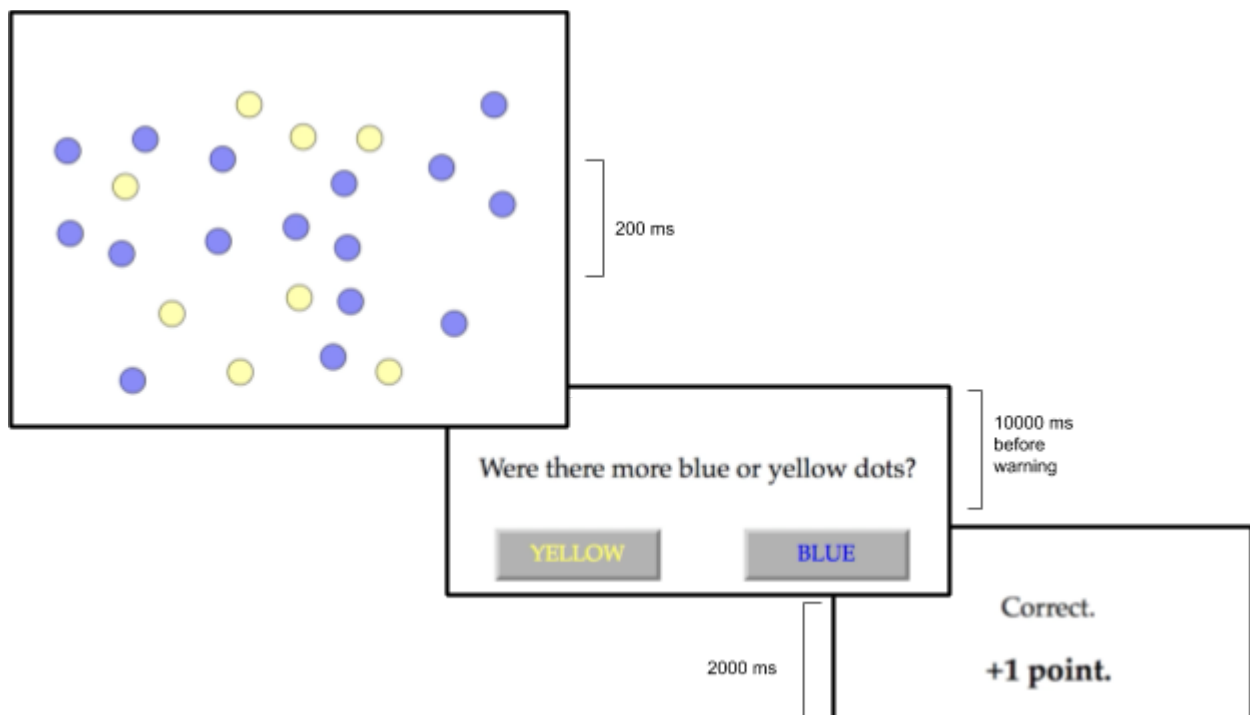 200 ms
10000 ms
before
warning
Were there more blue or yellow dots?
YELLOW
BLUE
Correct.
+1 point.
2000 ms